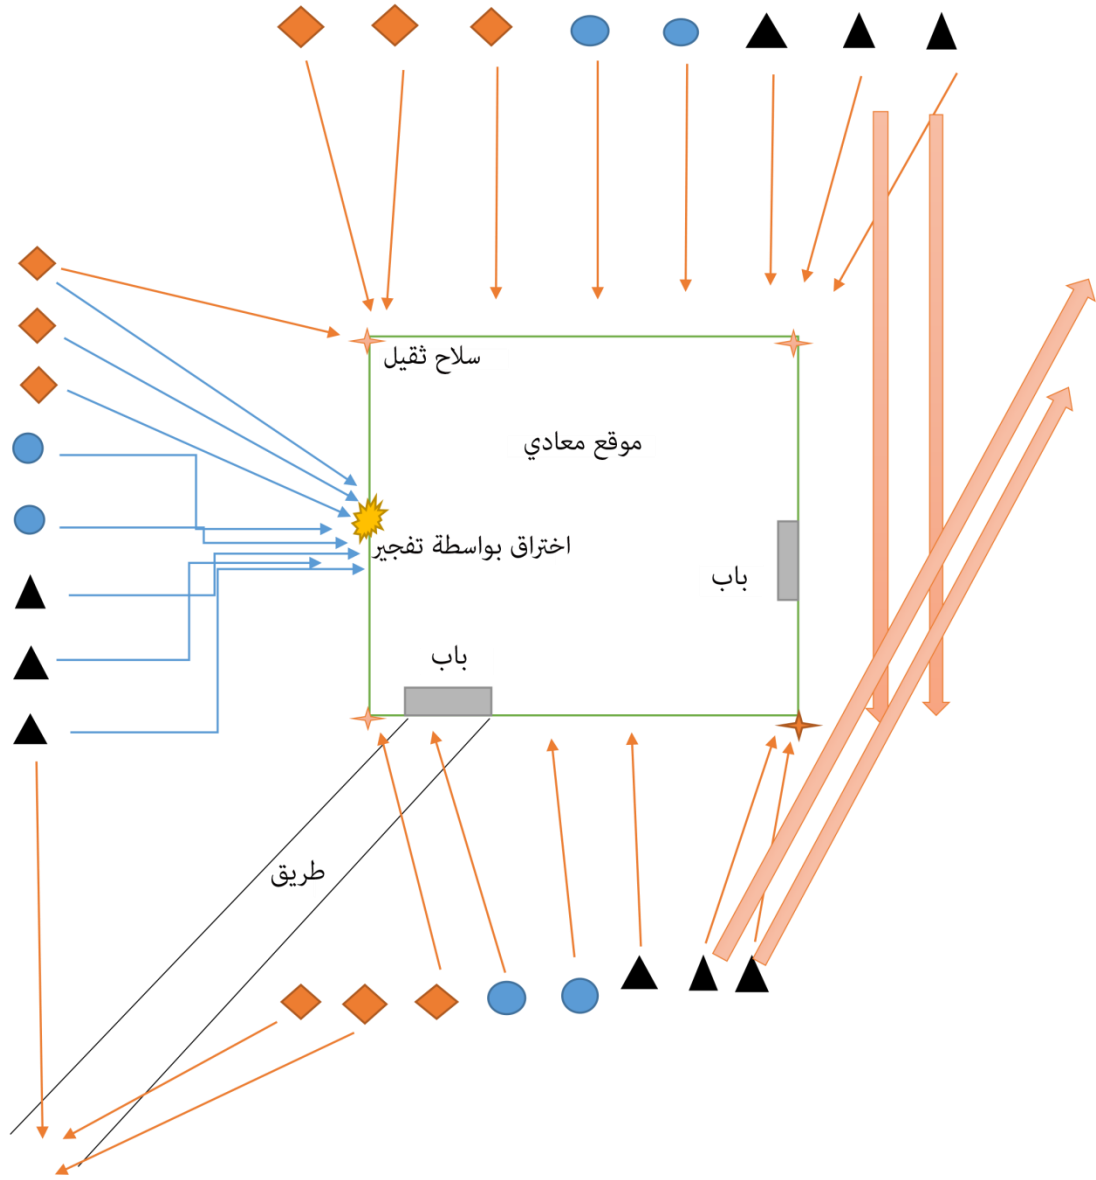 سلاح ثقيل
موقع معادي
اختراق بواسطة تفجير
باب
باب
طريق